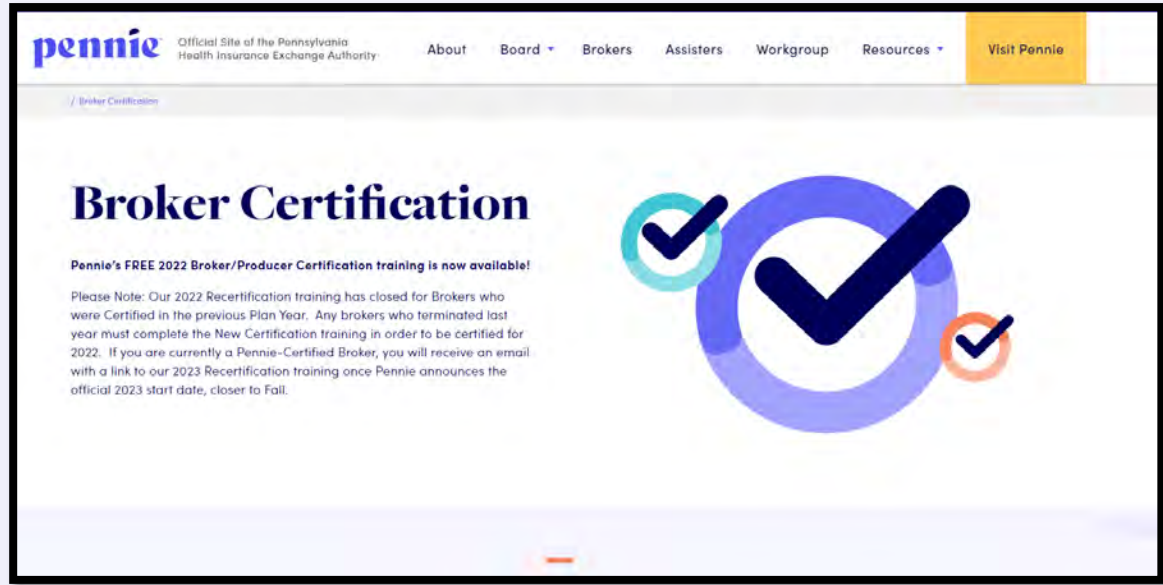 pennie
Official Site of the Pennsylvania
Health Insurance Exchange Authority
About Board Brokers Assisters Workgroup Resources Visit Pennie
/ Broker Certification
Broker Certification
Pennie's FREE 2022 Broker/Producer Certification training is now available!
Please Note: Our 2022 Recertification training has closed for Brokers who
were Certified in the previous Plan Year. Any brokers who terminated last
year must complete the New Certification training in order to be certified for
2022. If you are currently a Pennie-Certified Broker, you will receive an email
with a link to our 2023 Recertification training once Pennie announces the
official 2023 start date, closer to Fall.